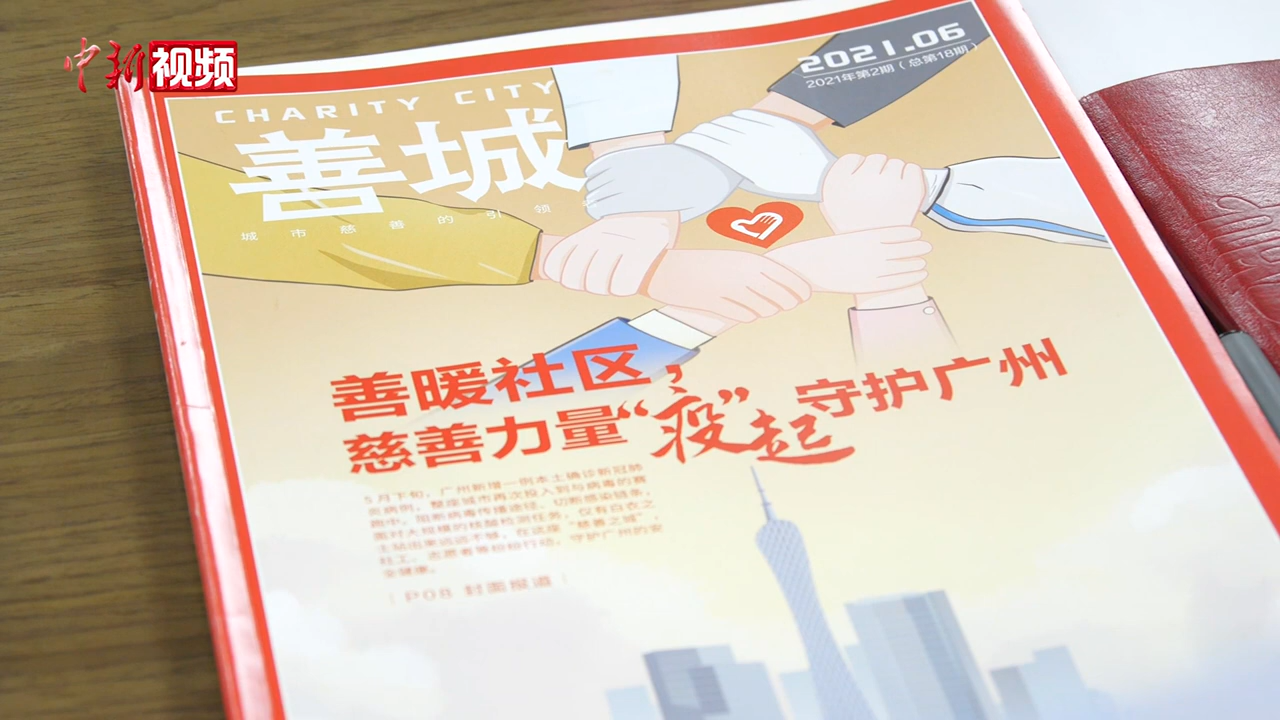 中新视频
2021.06
2021年第2期（总第18期）
CHARITY CITY
善城
城市慈善的引领
善暖社区，
慈善力量“疫”起守护广州
5月下旬，广州新增一例本土确诊新冠肺
炎病例，整座城市再次投入到与病毒的赛
跑中。阻断病毒传播途径、切断感染链条，
面对大规模的核酸检测任务，仅有白衣之
士站出来远远不够，在这座“慈善之城”，
社工、志愿者等纷纷行动，守护广州的安
全健康。
（P08 封面报道）